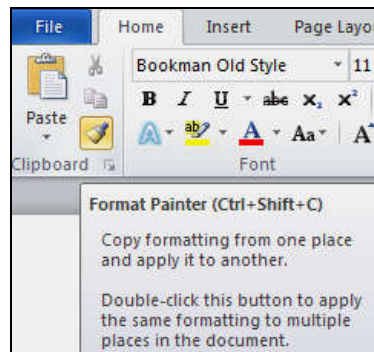 File Home Insert Page Layo
Bookman Old Style 11
B I U abe X₂ X²
Paste
A ab A Aa A
Clipboard Font
Format Painter (Ctrl+Shift+C)
Copy formatting from one place
and apply it to another.
Double-click this button to apply
the same formatting to multiple
places in the document.